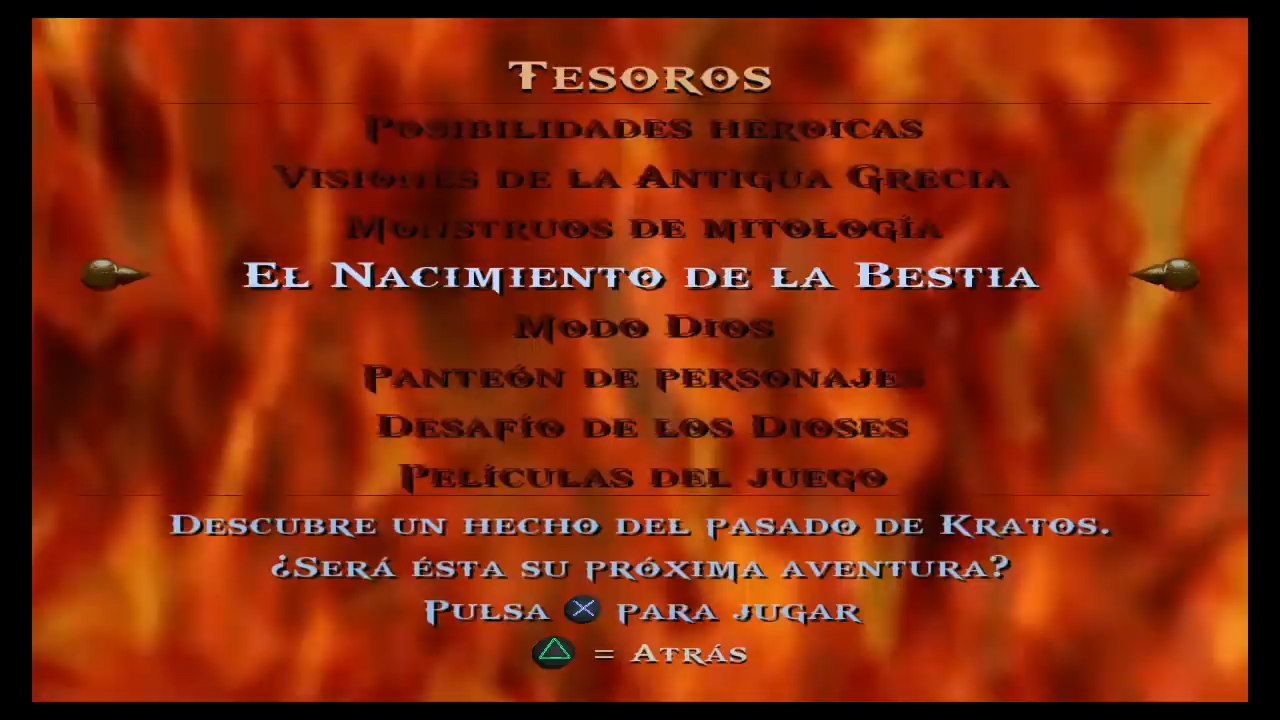 Tesoros
Posibilidades heroicas
Visiones de la Antigua Grecia
Monstruos de mitología
El Nacimiento de la Bestia
Modo Dios
Panteón de personajes
Desafío de los Dioses
Películas del juego
Descubre un hecho del pasado de Kratos.
¿Será ésta su próxima aventura?
Pulsa para jugar
= Atrás